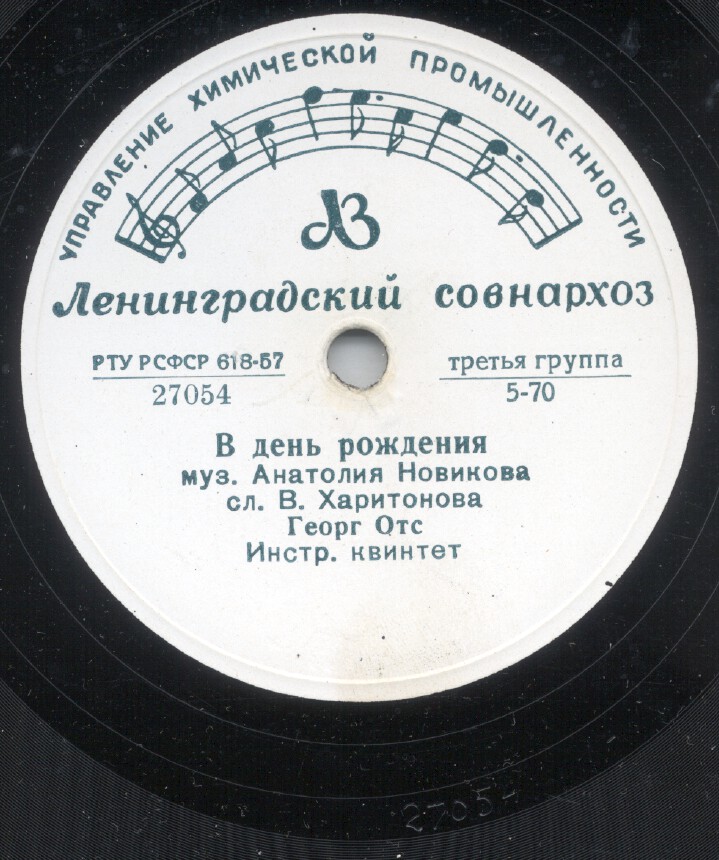 УПРАВЛЕНИЕ ХИМИЧЕСКОЙ ПРОМЫШЛЕННОСТИ
ЛЗ
Ленинградский совнархоз
РТУ РСФСР 618-57
27054
третья группа
5-70
В день рождения
муз. Анатолия Новикова
сл. В. Харитонова
Георг Отс
Инстр. квинтет